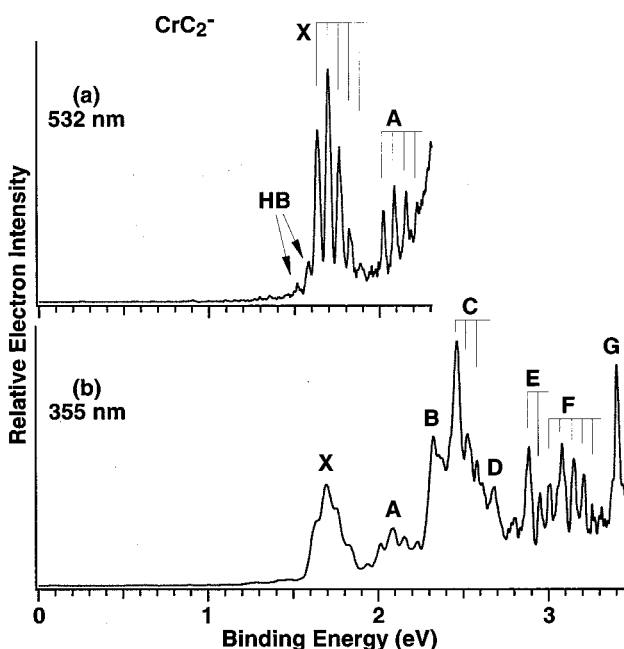 CrC₂⁻
X
(a)
532 nm
A
HB
Relative Electron Intensity
C
(b)
355 nm
G
E
F
B
X
D
A
0 1 2 3
Binding Energy (eV)